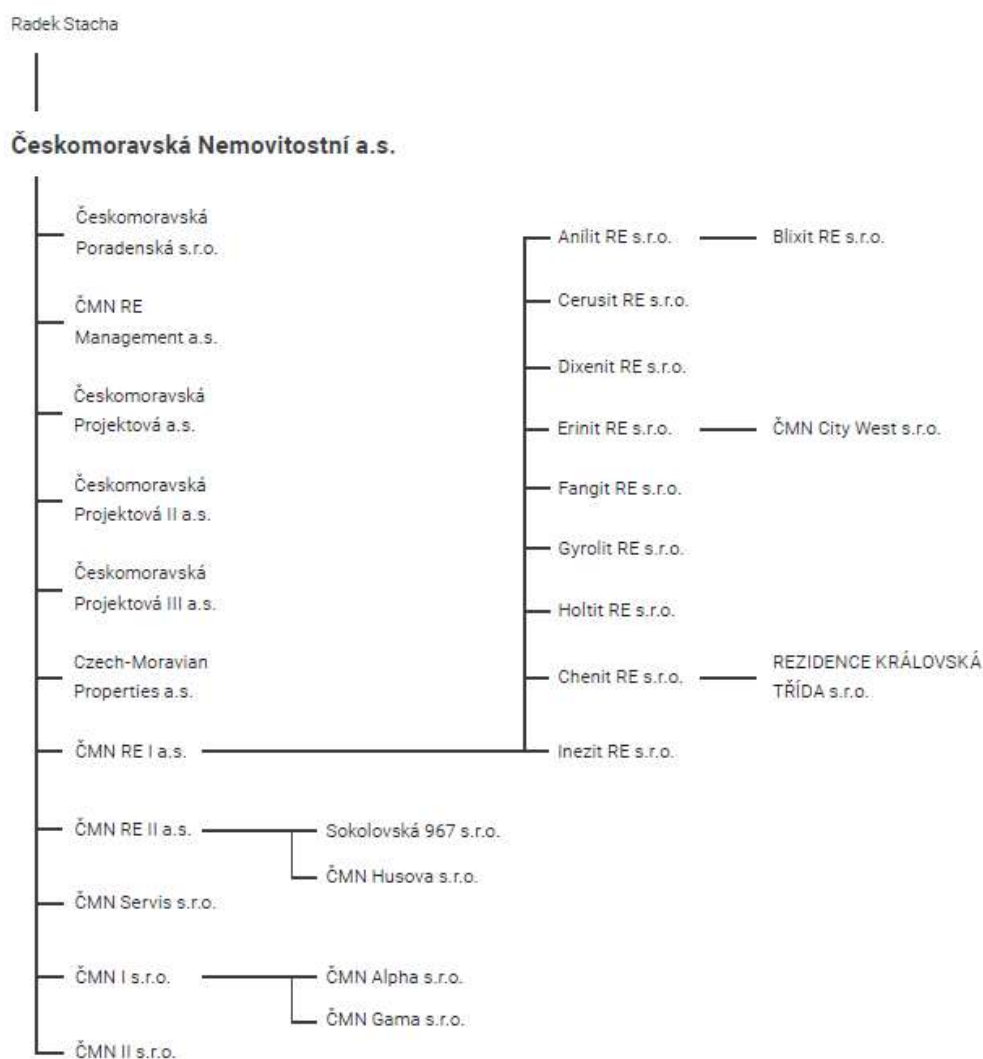 Radek Stacha
Českomoravská Nemovitostní a.s.
Českomoravská
Poradenská s.r.o.
ČMN RE
Management a.s.
Českomoravská
Projektová a.s.
Českomoravská
Projektová II a.s.
Českomoravská
Projektová III a.s.
Czech-Moravian
Properties a.s.
ČMN RE I a.s.
Anilit RE s.r.o.
Blixit RE s.r.o.
Cerusit RE s.r.o.
Dixenit RE s.r.o.
Erinit RE s.r.o.
ČMN City West s.r.o.
Fangit RE s.r.o.
Gyrolit RE s.r.o.
Holtit RE s.r.o.
Chenit RE s.r.o.
REZIDENCE KRÁLOVSKÁ
TŘÍDA s.r.o.
Inezit RE s.r.o.
ČMN RE II a.s.
Sokolovská 967 s.r.o.
ČMN Husova s.r.o.
ČMN Servis s.r.o.
ČMN I s.r.o.
ČMN Alpha s.r.o.
ČMN Gama s.r.o.
ČMN II s.r.o.